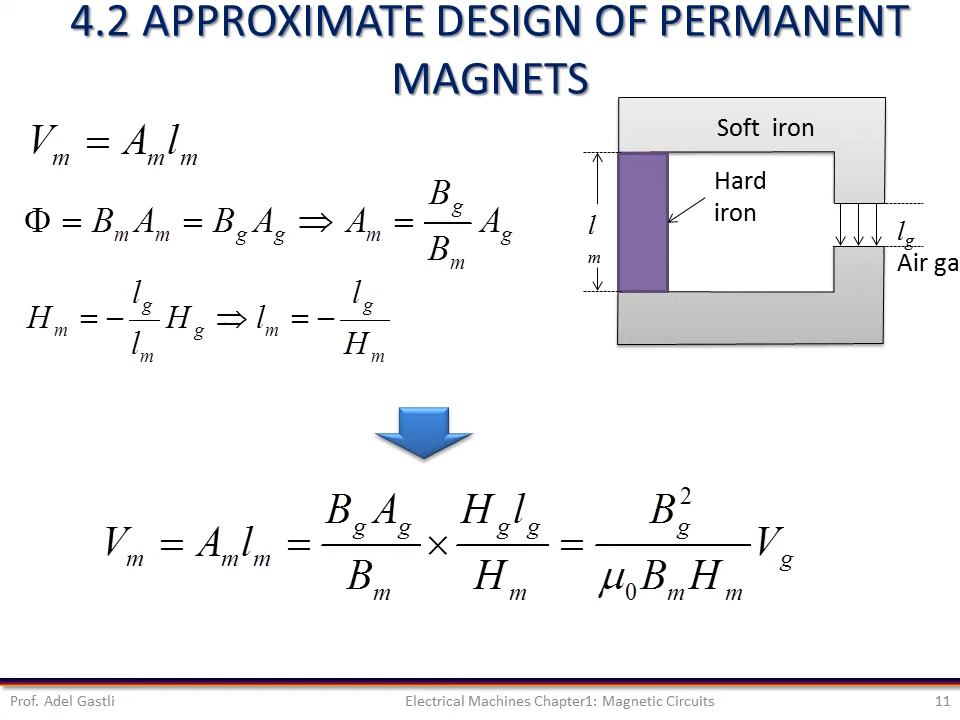 4.2 APPROXIMATE DESIGN OF PERMANENT
MAGNETS
V_m = A_m l_m
Φ = B_m A_m = B_g A_g ⇒ A_m = B_g / B_m A_g
H_m = − l_g / l_m H_g ⇒ l_m = − l_g / H_m
Soft iron
Hard
iron
l
m
l_g
Air ga
V_m = A_m l_m = B_g A_g / B_m × H_g l_g / H_m = B_g^2 / μ_0 B_m H_m V_g
Prof. Adel Gastli
Electrical Machines Chapter1: Magnetic Circuits
11